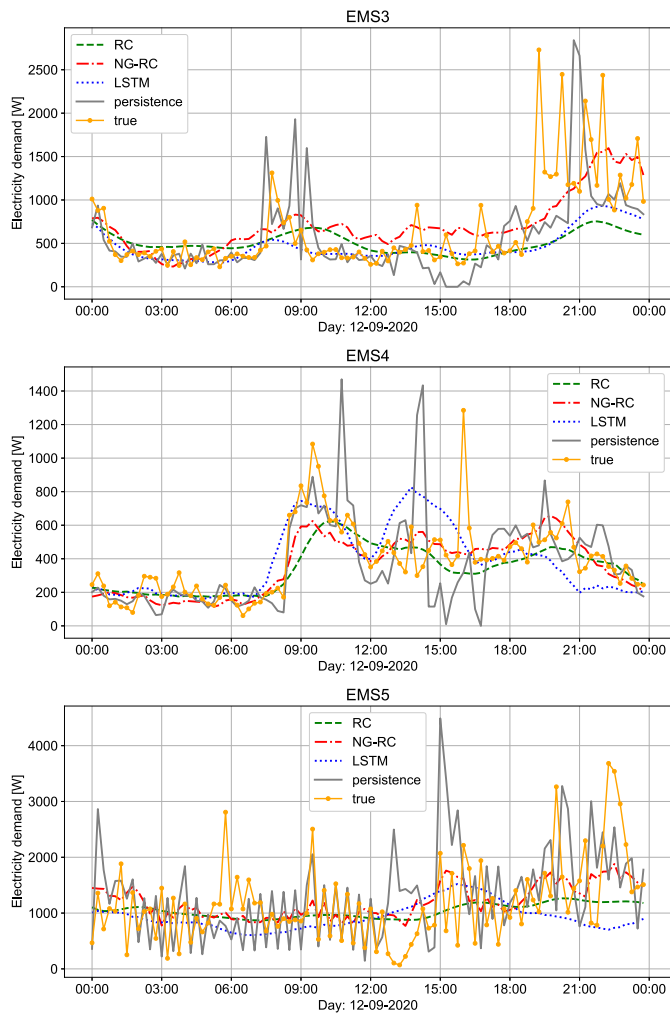 EMS3
Electricity demand [W]
2500
2000
1500
1000
500
0
RC
NG-RC
LSTM
persistence
true
00:00 03:00 06:00 09:00 12:00 15:00 18:00 21:00 00:00
Day: 12-09-2020
EMS4
Electricity demand [W]
1400
1200
1000
800
600
400
200
0
RC
NG-RC
LSTM
persistence
true
00:00 03:00 06:00 09:00 12:00 15:00 18:00 21:00 00:00
Day: 12-09-2020
EMS5
Electricity demand [W]
4000
3000
2000
1000
0
RC
NG-RC
LSTM
persistence
true
00:00 03:00 06:00 09:00 12:00 15:00 18:00 21:00 00:00
Day: 12-09-2020